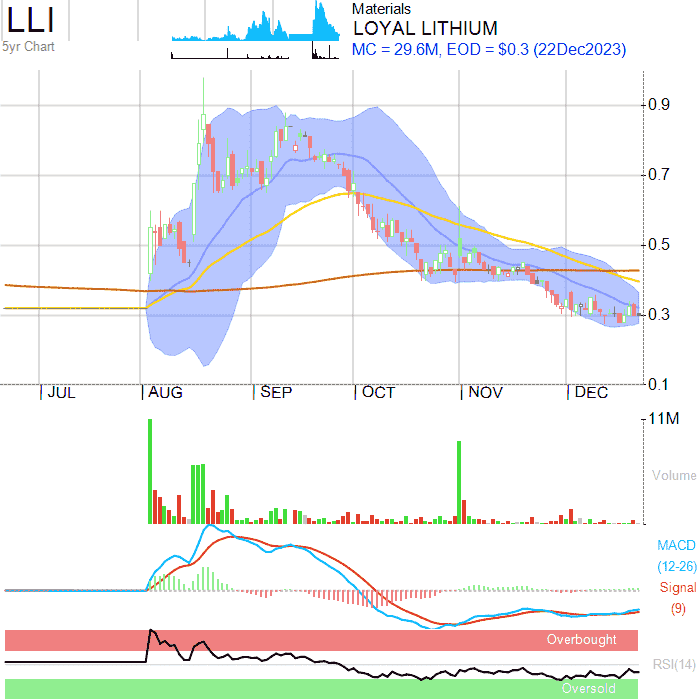 LLI
5yr Chart
Materials
LOYAL LITHIUM
MC = 29.6M, EOD = $0.3 (22Dec2023)
0.9
0.7
0.5
0.3
0.1
JUL AUG SEP OCT NOV DEC
11M
Volume
MACD
(12-26)
Signal
(9)
Overbought
RSI(14)
Oversold